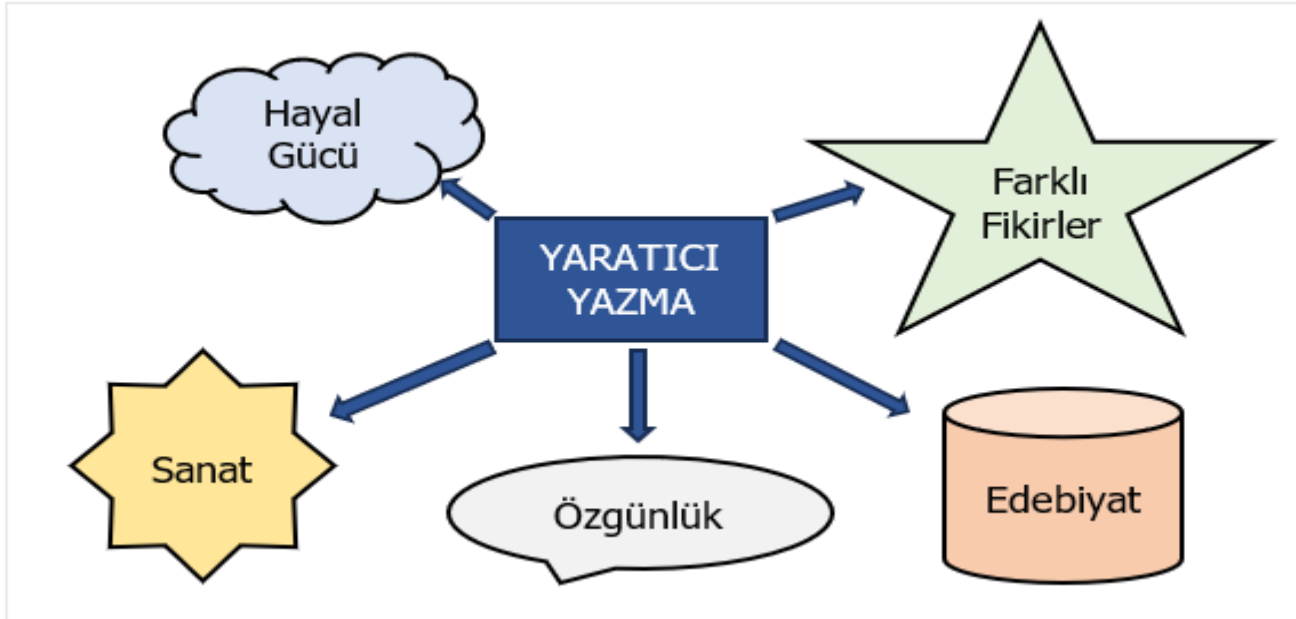 Hayal
Gücü
Farklı
Fikirler
YARATICI
YAZMA
Sanat
Özgünlük
Edebiyat